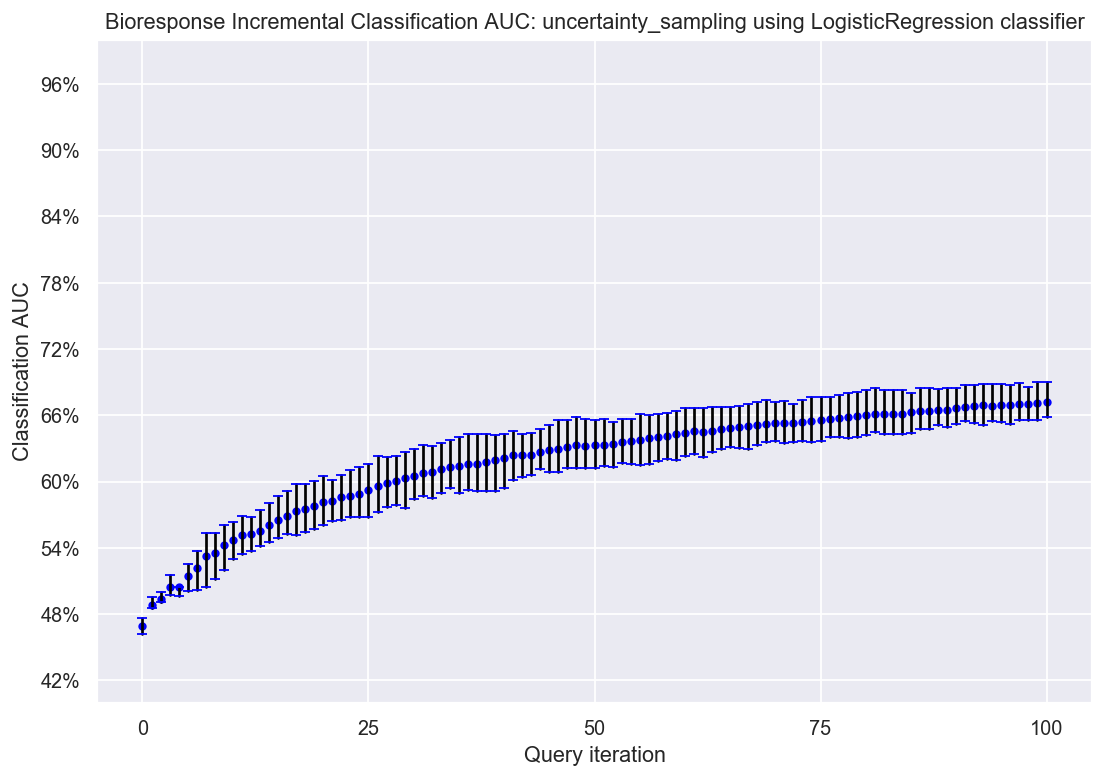 Bioresponse Incremental Classification AUC: uncertainty_sampling using LogisticRegression classifier
96%
90%
84%
78%
72%
66%
60%
54%
48%
42%
Classification AUC
0 25 50 75 100
Query iteration